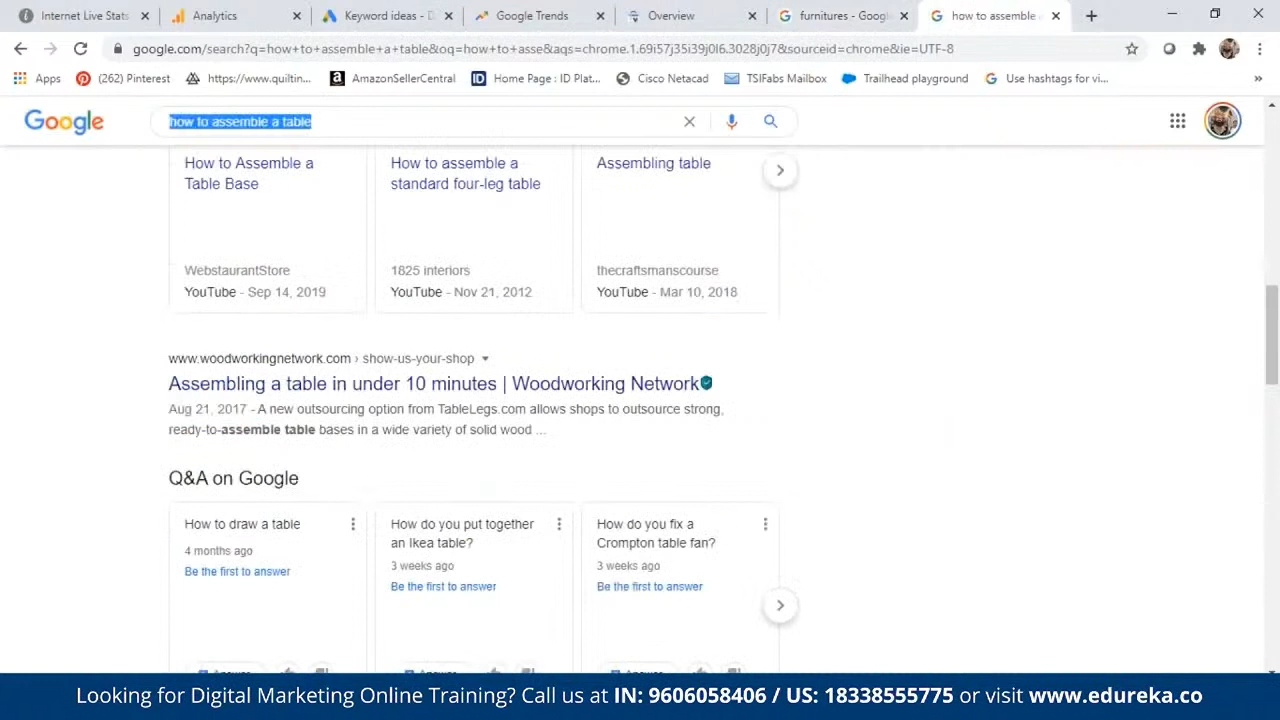 Internet Live Stats
Analytics
Keyword ideas - D
Google Trends
Overview
furnitures - Google
how to assemble a
google.com/search?q=how+to+assemble+a+table&oq=how+to+asse&aqs=chrome.1.69i57j35i39j0l6.3028j0j7&sourceid=chrome&ie=UTF-8
Apps
(262) Pinterest
https://www.quiltin...
AmazonSellerCentral
Home Page : ID Plat...
Cisco Netacad
TSIFabs Mailbox
Trailhead playground
Use hashtags for vi...
Google
how to assemble a table
How to Assemble a
Table Base
WebstaurantStore
YouTube - Sep 14, 2019
How to assemble a
standard four-leg table
1825 interiors
YouTube - Nov 21, 2012
Assembling table
thecraftsmanscourse
YouTube - Mar 10, 2018
www.woodworkingnetwork.com › show-us-your-shop
Assembling a table in under 10 minutes | Woodworking Network
Aug 21, 2017 - A new outsourcing option from TableLegs.com allows shops to outsource strong,
ready-to-assemble table bases in a wide variety of solid wood ...
Q&A on Google
How to draw a table
4 months ago
Be the first to answer
How do you put together
an Ikea table?
3 weeks ago
Be the first to answer
How do you fix a
Crompton table fan?
3 weeks ago
Be the first to answer
Looking for Digital Marketing Online Training? Call us at IN: 9606058406 / US: 18338555775 or visit www.edureka.co